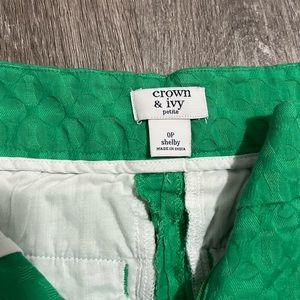 crown
& ivy
petite
0P
shelby
MADE IN INDIA